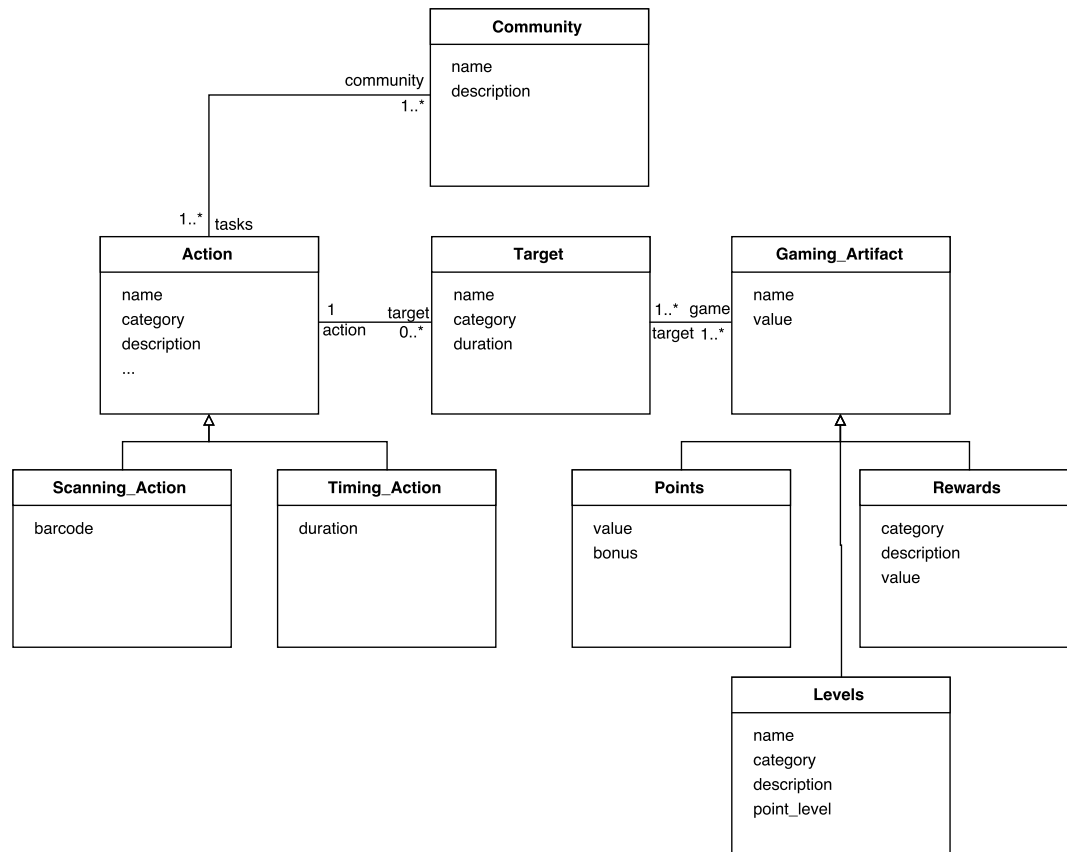 Community
name
description
community
1..*
1..*
tasks
Action
name
category
description
...
1
action
target
0..*
Target
name
category
duration
1..* game
target 1..*
Gaming_Artifact
name
value
Scanning_Action
barcode
Timing_Action
duration
Points
value
bonus
Rewards
category
description
value
Levels
name
category
description
point_level